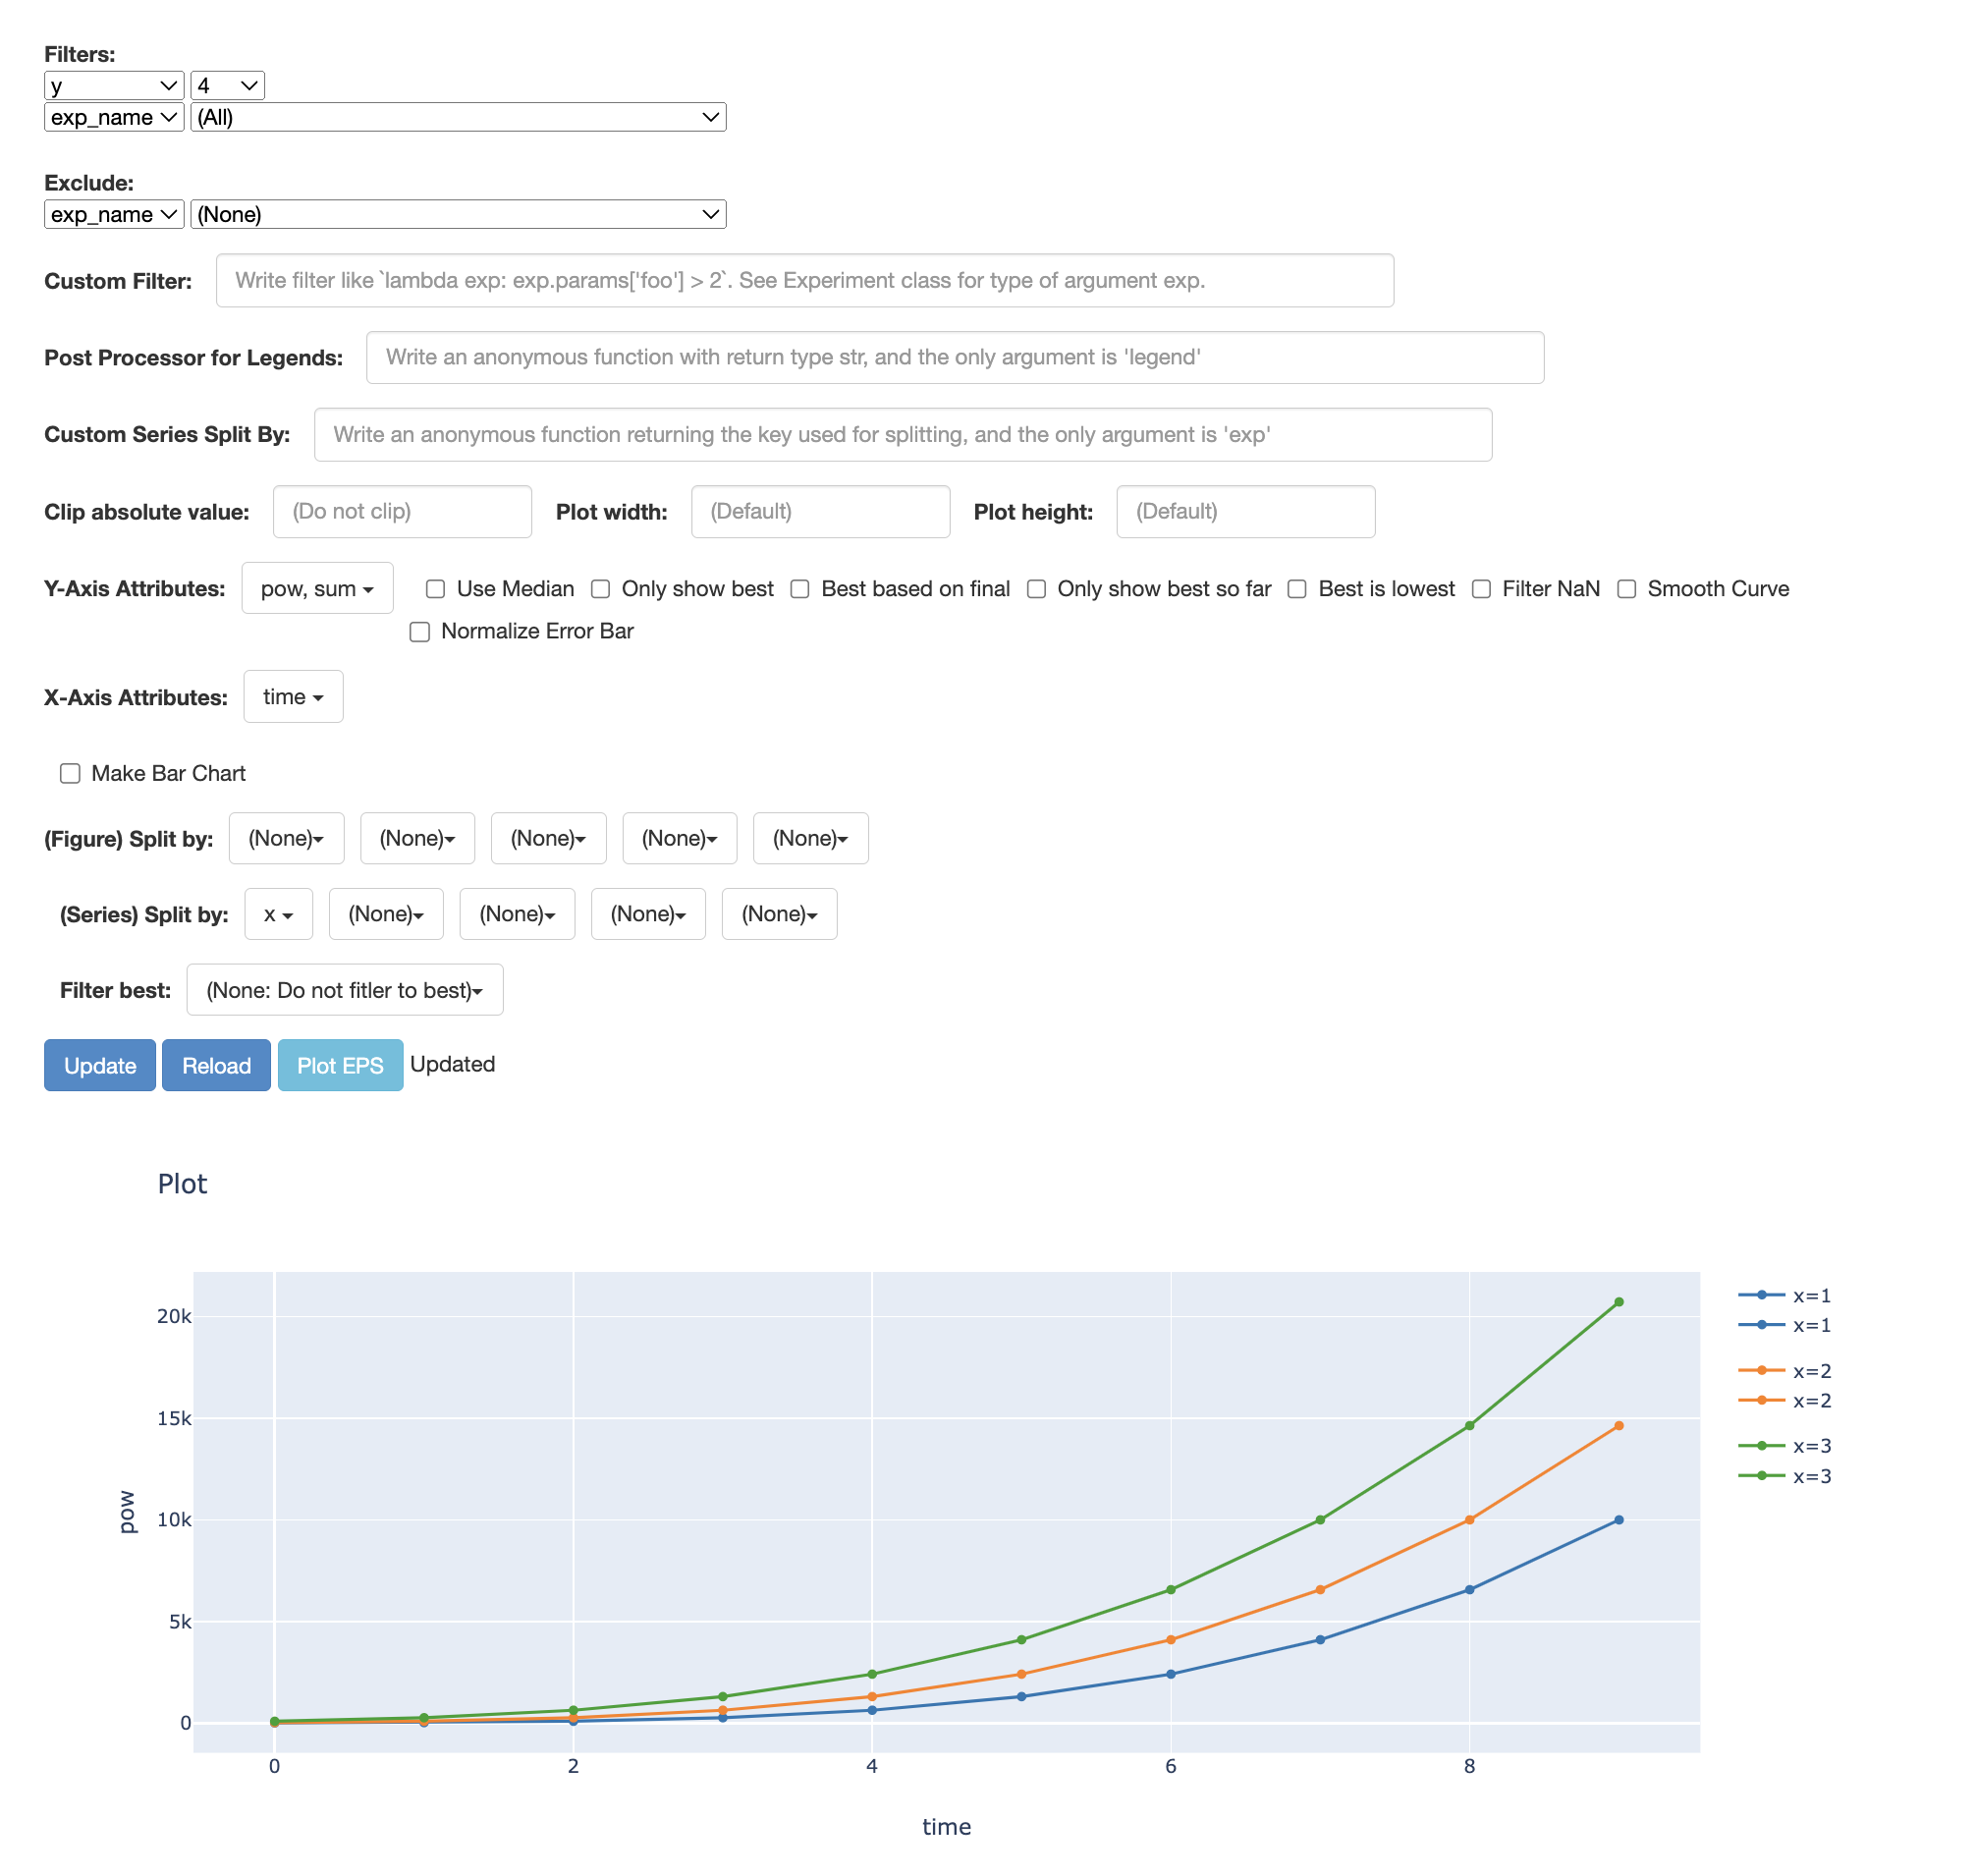 Filters:
y 4
exp_name (All)
Exclude:
exp_name (None)
Custom Filter: Write filter like `lambda exp: exp.params['foo'] > 2`. See Experiment class for type of argument exp.
Post Processor for Legends: Write an anonymous function with return type str, and the only argument is 'legend'
Custom Series Split By: Write an anonymous function returning the key used for splitting, and the only argument is 'exp'
Clip absolute value: (Do not clip) Plot width: (Default) Plot height: (Default)
Y-Axis Attributes: pow, sum Use Median Only show best Best based on final Only show best so far Best is lowest Filter NaN Smooth Curve
Normalize Error Bar
X-Axis Attributes: time
Make Bar Chart
(Figure) Split by: (None) (None) (None) (None) (None)
(Series) Split by: x (None) (None) (None) (None)
Filter best: (None: Do not fitler to best)
Update Reload Plot EPS Updated
Plot
20k
15k
10k
5k
0
pow
0 2 4 6 8
time
x=1
x=1
x=2
x=2
x=3
x=3